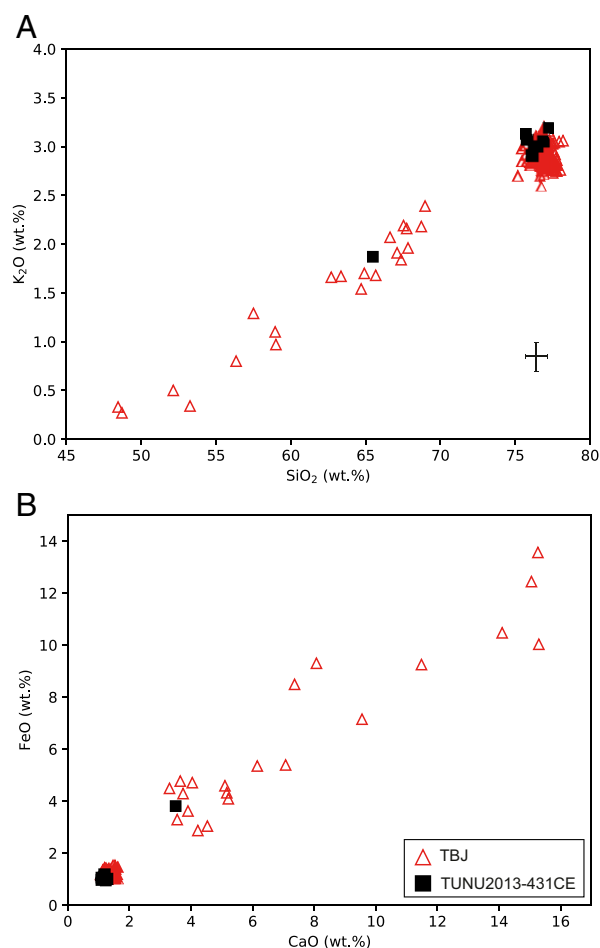 A
4.0
3.5
3.0
2.5
2.0
1.5
1.0
0.5
0.0
K₂O (wt.%)
45 50 55 60 65 70 75 80
SiO₂ (wt.%)
B
14
12
10
8
6
4
2
0
FeO (wt.%)
TBJ
TUNU2013-431CE
0 2 4 6 8 10 12 14 16
CaO (wt.%)